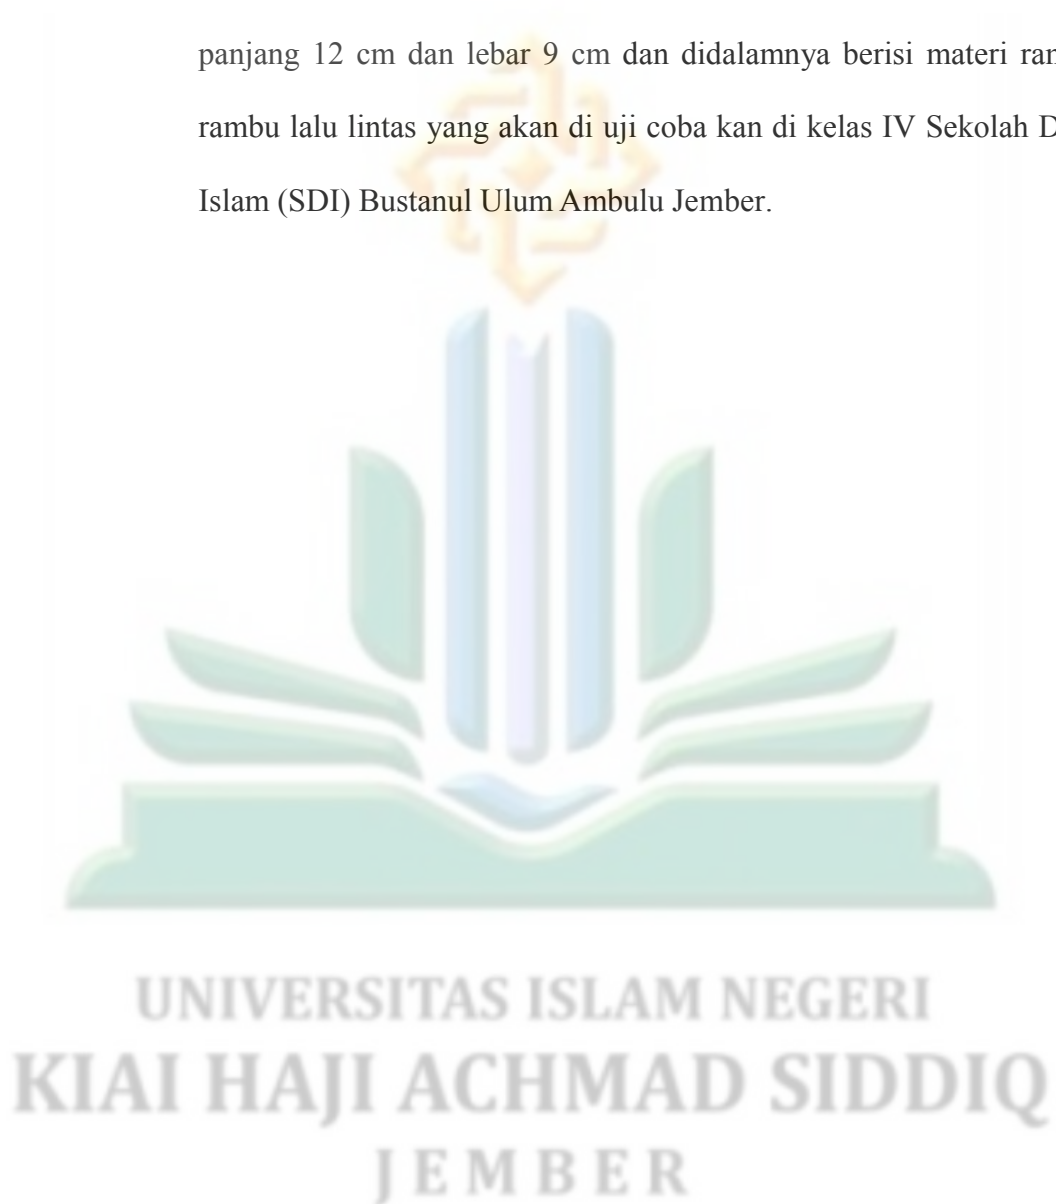 panjang 12 cm dan lebar 9 cm dan didalamnya berisi materi
rambu lalu lintas yang akan di uji coba kan di kelas IV Sekolah
Islam (SDI) Bustanul Ulum Ambulu Jember.
UNIVERSITAS ISLAM NEGERI
KIAI HAJI ACHMAD SIDDIQ
JEMBER